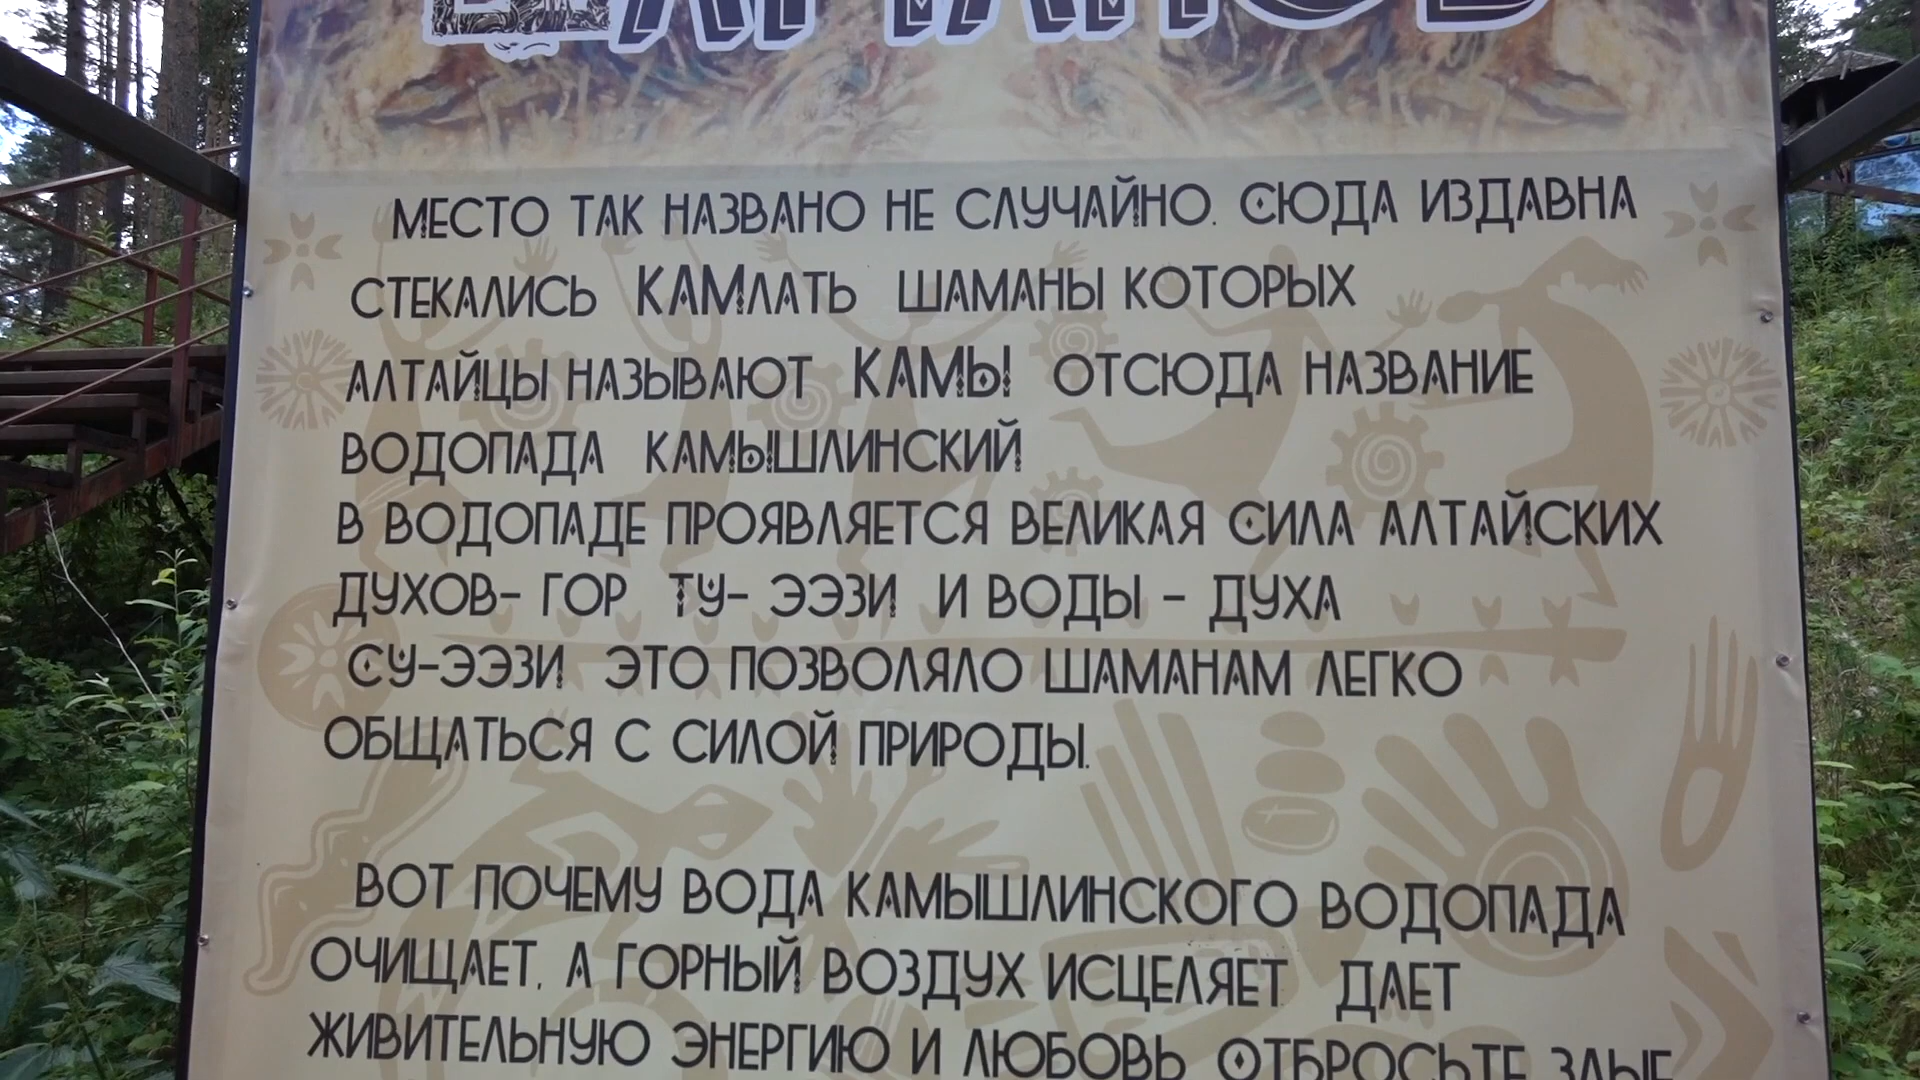 МЕСТО ТАК НАЗВАНО НЕ СЛУЧАЙНО. СЮДА ИЗДАВНА
СТЕКАЛИСЬ КАМЛАТЬ ШАМАНЫ КОТОРЫХ
АЛТАЙЦЫ НАЗЫВАЮТ КАМЫ ОТСЮДА НАЗВАНИЕ
ВОДОПАДА КАМЫШЛИНСКИЙ
В ВОДОПАДЕ ПРОЯВЛЯЕТСЯ ВЕЛИКАЯ СИЛА АЛТАЙСКИХ
ДУХОВ- ГОР ТУ- ЭЭЗИ И ВОДЫ - ДУХА
СУ-ЭЭЗИ ЭТО ПОЗВОЛЯЛО ШАМАНАМ ЛЕГКО
ОБЩАТЬСЯ С СИЛОЙ ПРИРОДЫ.
ВОТ ПОЧЕМУ ВОДА КАМЫШЛИНСКОГО ВОДОПАДА
ОЧИЩАЕТ, А ГОРНЫЙ ВОЗДУХ ИСЦЕЛЯЕТ ДАЕТ
ЖИВИТЕЛЬНУЮ ЭНЕРГИЮ И ЛЮБОВЬ ОТБРОСЬТЕ ЗЛЫЕ